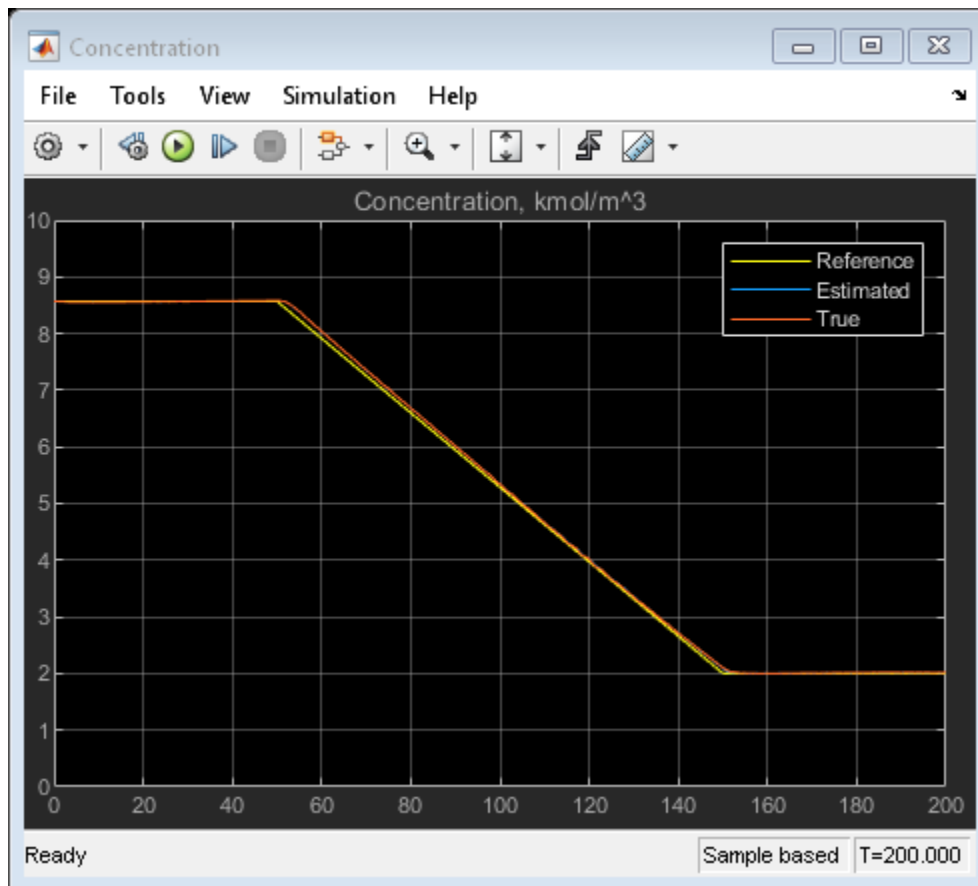 Concentration
File Tools View Simulation Help
Concentration, kmol/m^3
10
9
8
7
6
5
4
3
2
1
0
Reference
Estimated
True
0 20 40 60 80 100 120 140 160 180 200
Ready Sample based T=200.000